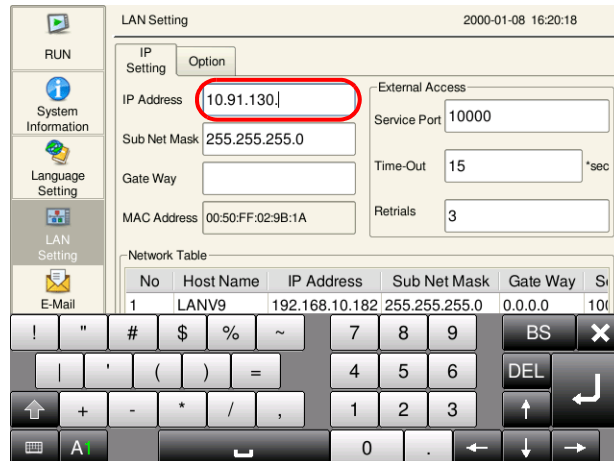 LAN Setting 2000-01-08 16:20:18
RUN
System
Information
Language
Setting
LAN
Setting
E-Mail
IP
Setting
Option
IP Address 10.91.130.
Sub Net Mask 255.255.255.0
Gate Way
MAC Address 00:50:FF:02:9B:1A
External Access
Service Port 10000
Time-Out 15 *sec
Retrials 3
Network Table
No Host Name IP Address Sub Net Mask Gate Way S
1 LANV9 192.168.10.182 255.255.255.0 0.0.0.0 100
! " # $ % ~ 7 8 9 BS X
| ' ( ) = 4 5 6 DEL
+ - * / , 1 2 3
A1 0 .